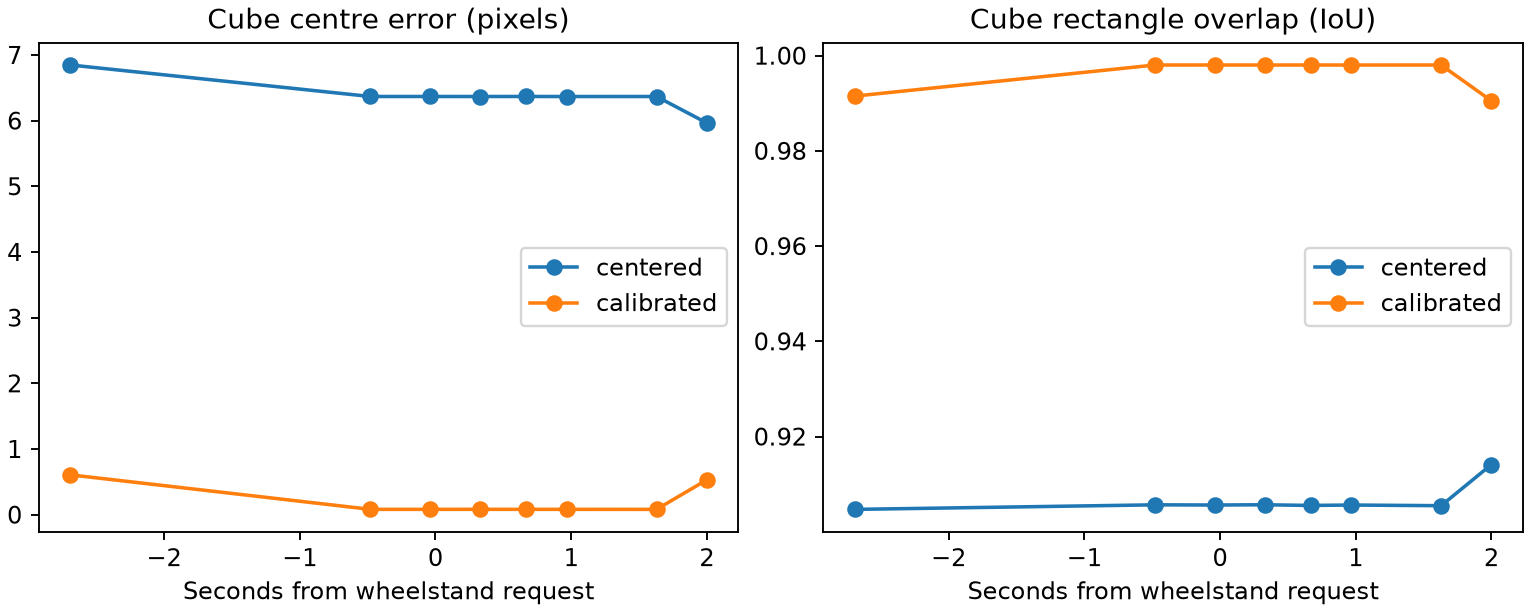 Cube centre error (pixels)
7
6
5
4
3
2
1
0
−2
−1
0
1
2
Seconds from wheelstand request
centered
calibrated
Cube rectangle overlap (IoU)
1.00
0.98
0.96
0.94
0.92
−2
−1
0
1
2
Seconds from wheelstand request
centered
calibrated